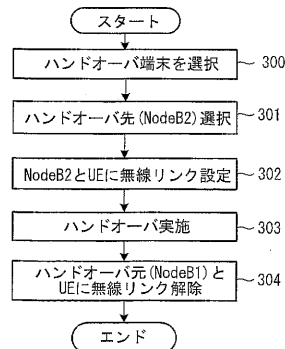 スタート
ハンドオーバ端末を選択
300
ハンドオーバ先(NodeB2)選択
301
NodeB2とUEに無線リンク設定
302
ハンドオーバ実施
303
ハンドオーバ元(NodeB1)と
UEに無線リンク解除
304
エンド